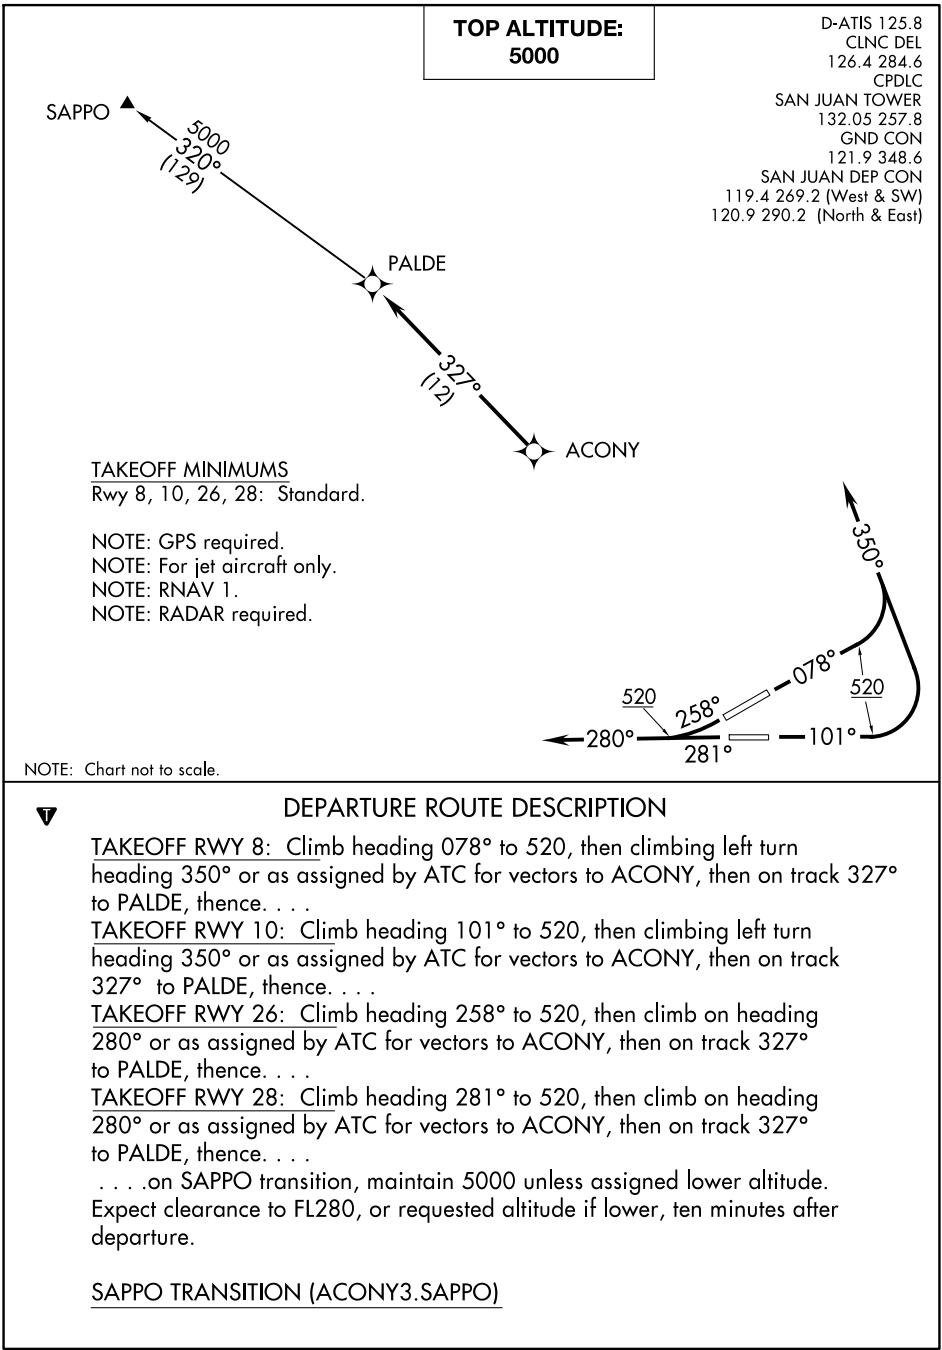 TOP ALTITUDE:
5000
D-ATIS 125.8
CLNC DEL
126.4 284.6
CPDLC
SAN JUAN TOWER
132.05 257.8
GND CON
121.9 348.6
SAN JUAN DEP CON
119.4 269.2 (West & SW)
120.9 290.2 (North & East)
SAPPO
5000
320°
(129)
PALDE
327°
(12)
ACONY
TAKEOFF MINIMUMS
Rwy 8, 10, 26, 28: Standard.
NOTE: GPS required.
NOTE: For jet aircraft only.
NOTE: RNAV 1.
NOTE: RADAR required.
350°
078°
520
520
258°
280°
281°
101°
NOTE: Chart not to scale.
T
DEPARTURE ROUTE DESCRIPTION
TAKEOFF RWY 8: Climb heading 078° to 520, then climbing left turn
heading 350° or as assigned by ATC for vectors to ACONY, then on track 327°
to PALDE, thence. . . .
TAKEOFF RWY 10: Climb heading 101° to 520, then climbing left turn
heading 350° or as assigned by ATC for vectors to ACONY, then on track
327° to PALDE, thence. . . .
TAKEOFF RWY 26: Climb heading 258° to 520, then climb on heading
280° or as assigned by ATC for vectors to ACONY, then on track 327°
to PALDE, thence. . . .
TAKEOFF RWY 28: Climb heading 281° to 520, then climb on heading
280° or as assigned by ATC for vectors to ACONY, then on track 327°
to PALDE, thence. . . .
. . . .on SAPPO transition, maintain 5000 unless assigned lower altitude.
Expect clearance to FL280, or requested altitude if lower, ten minutes after
departure.
SAPPO TRANSITION (ACONY3.SAPPO)